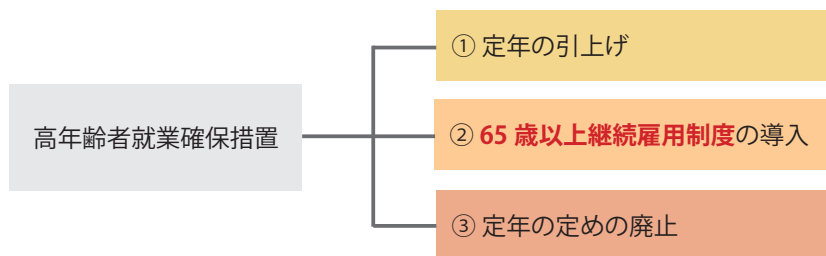 高年齢者就業確保措置
① 定年の引上げ
② 65 歳以上継続雇用制度の導入
③ 定年の定めの廃止